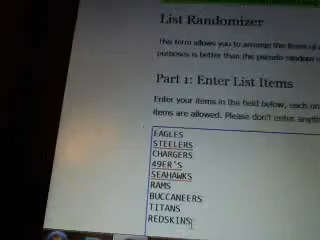 List Randomizer
This form allows you to arrange the items of
purposes is better than the pseudo-random
Part 1: Enter List Items
Enter your items in the field below, each on
items are allowed. Please don't enter anythi
EAGLES
STEELERS
CHARGERS
49ER'S
SEAHAWKS
RAMS
BUCCANEERS
TITANS
REDSKINS